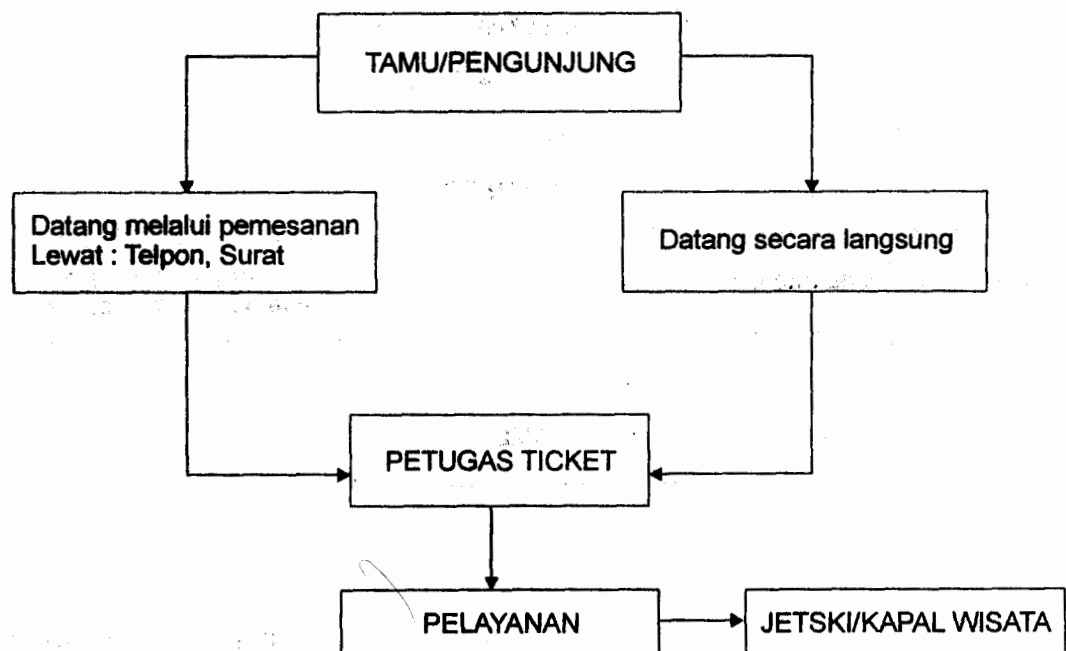 TAMU/PENGUNJUNG
Datang melalui pemesanan
Lewat : Telpon, Surat
Datang secara langsung
PETUGAS TICKET
PELAYANAN
JETSKI/KAPAL WISATA